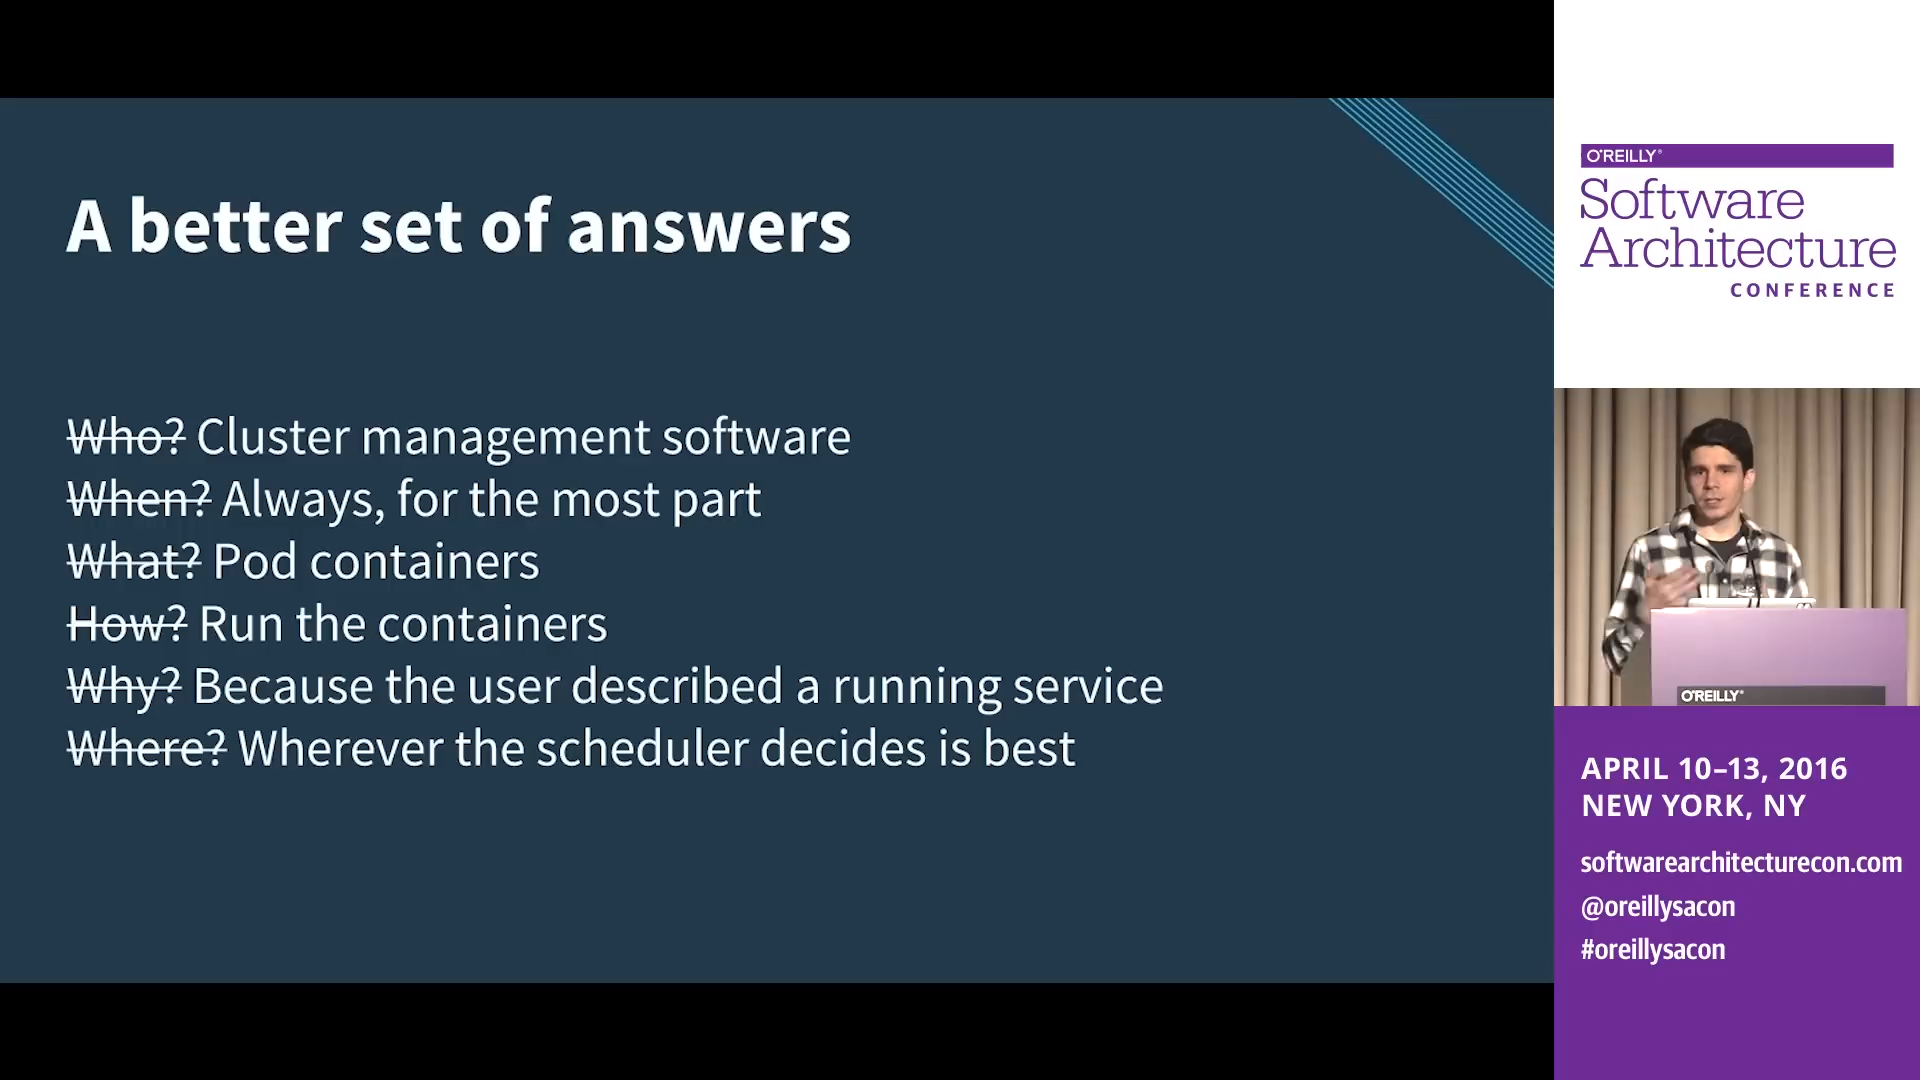 A better set of answers
Who? Cluster management software
When? Always, for the most part
What? Pod containers
How? Run the containers
Why? Because the user described a running service
Where? Wherever the scheduler decides is best
O'REILLY®
Software
Architecture
CONFERENCE
O'REILLY®
APRIL 10–13, 2016
NEW YORK, NY
softwarearchitecturecon.com
@oreillysacon
#oreillysacon